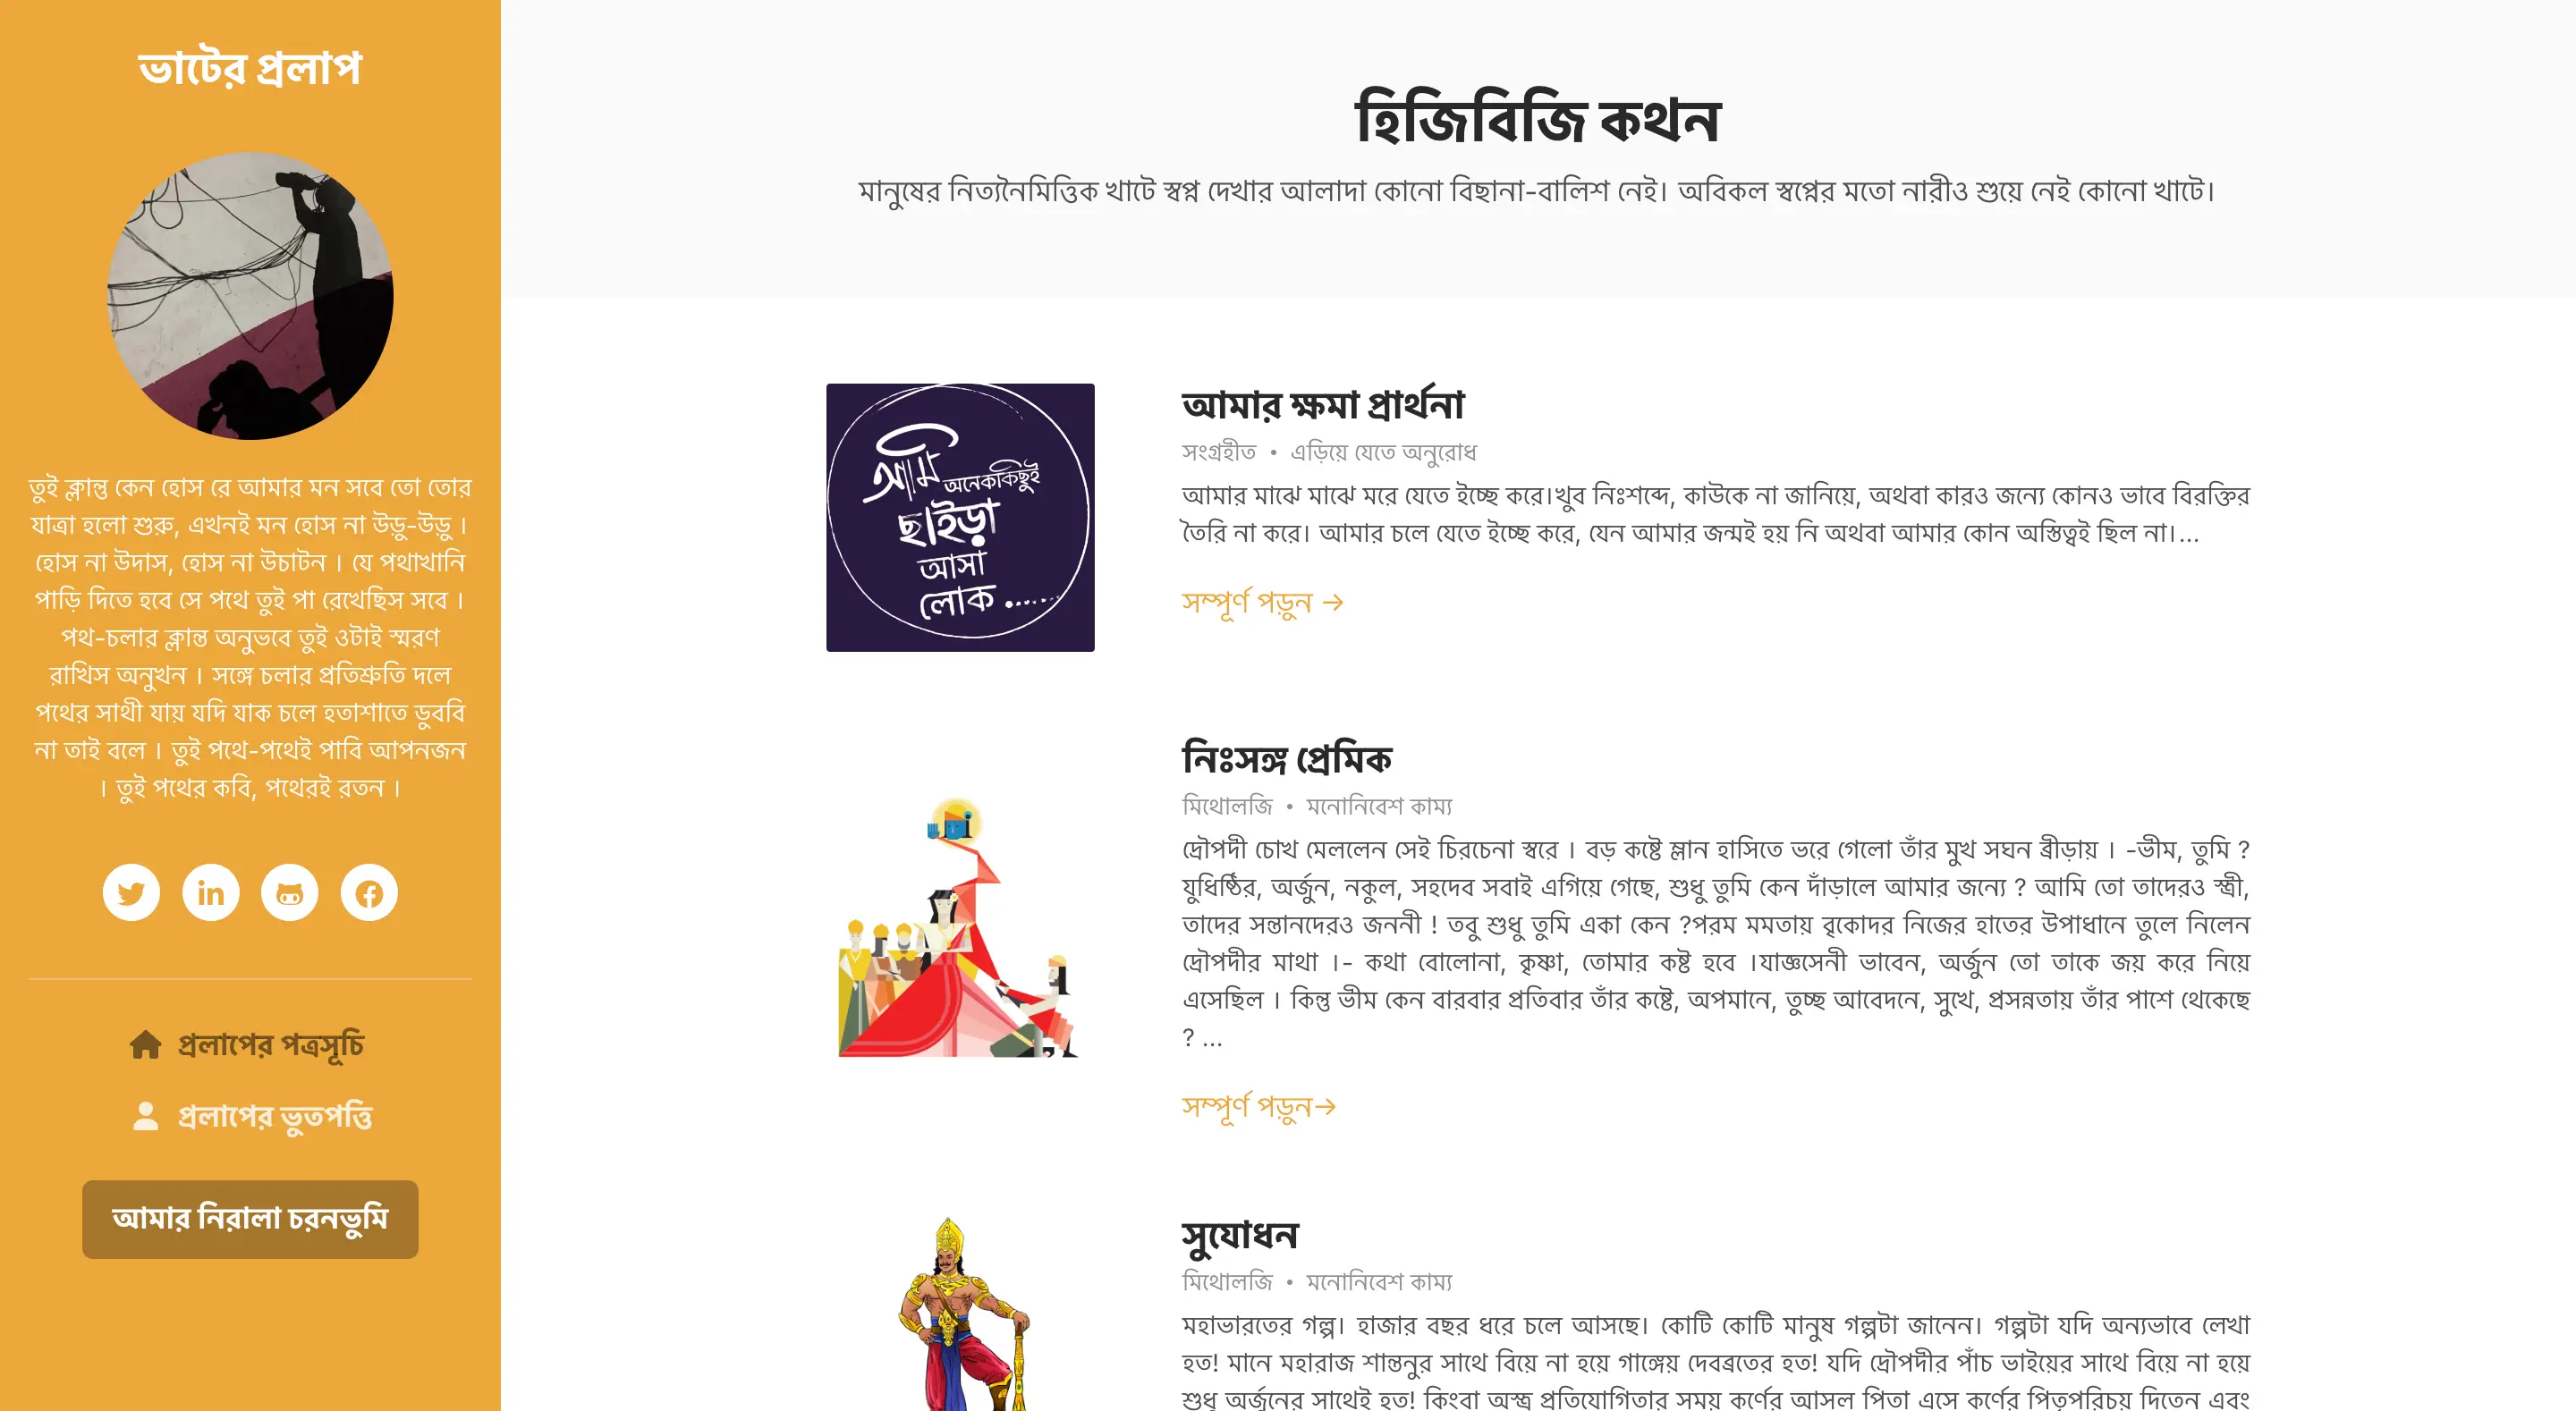 ভাটের প্রলাপ
তুই ক্লান্ত কেন হোস রে আমার মন সবে তো তোর
যাত্রা হলো শুরু, এখনই মন হোস না উড়ু-উড়ু ।
হোস না উদাস, হোস না উচাটন । যে পথাখানি
পাড়ি দিতে হবে সে পথে তুই পা রেখেছিস সবে ।
পথ-চলার ক্লান্ত অনুভবে তুই ওটাই স্মরণ
রাখিস অনুখন । সঙ্গে চলার প্রতিশ্রুতি দলে
পথের সাথী যায় যদি যাক চলে হতাশাতে ডুববি
না তাই বলে । তুই পথে-পথেই পাবি আপনজন
। তুই পথের কবি, পথেরই রতন ।
প্রলাপের পত্রসূচি
প্রলাপের ভুতপত্তি
আমার নিরালা চরনভুমি
হিজিবিজি কথন
মানুষের নিত্যনৈমিত্তিক খাটে স্বপ্ন দেখার আলাদা কোনো বিছানা-বালিশ নেই। অবিকল স্বপ্নের মতো নারীও শুয়ে নেই কোনো খাটে।
আমি
অনেককিছুই
ছাইড়া
আসা
লোক ......
আমার ক্ষমা প্রার্থনা
সংগ্রহীত • এড়িয়ে যেতে অনুরোধ
আমার মাঝে মাঝে মরে যেতে ইচ্ছে করে।খুব নিঃশব্দে, কাউকে না জানিয়ে, অথবা কারও জন্যে কোনও ভাবে বিরক্তির
তৈরি না করে। আমার চলে যেতে ইচ্ছে করে, যেন আমার জন্মই হয় নি অথবা আমার কোন অস্তিত্বই ছিল না।...
সম্পূর্ণ পড়ুন →
নিঃসঙ্গ প্রেমিক
মিথোলজি • মনোনিবেশ কাম্য
দ্রৌপদী চোখ মেললেন সেই চিরচেনা স্বরে । বড় কষ্টে ম্লান হাসিতে ভরে গেলো তাঁর মুখ সঘন ব্রীড়ায় । -ভীম, তুমি ?
যুধিষ্ঠির, অর্জুন, নকুল, সহদেব সবাই এগিয়ে গেছে, শুধু তুমি কেন দাঁড়ালে আমার জন্যে ? আমি তো তাদেরও স্ত্রী,
তাদের সন্তানদেরও জননী ! তবু শুধু তুমি একা কেন ?পরম মমতায় বৃকোদর নিজের হাতের উপাধানে তুলে নিলেন
দ্রৌপদীর মাথা ।- কথা বোলোনা, কৃষ্ণা, তোমার কষ্ট হবে ।যাজ্ঞসেনী ভাবেন, অর্জুন তো তাকে জয় করে নিয়ে
এসেছিল । কিন্তু ভীম কেন বারবার প্রতিবার তাঁর কষ্টে, অপমানে, তুচ্ছ আবেদনে, সুখে, প্রসন্নতায় তাঁর পাশে থেকেছে
? ...
সম্পূর্ণ পড়ুন→
সুযোধন
মিথোলজি • মনোনিবেশ কাম্য
মহাভারতের গল্প। হাজার বছর ধরে চলে আসছে। কোটি কোটি মানুষ গল্পটা জানেন। গল্পটা যদি অন্যভাবে লেখা
হত! মানে মহারাজ শান্তনুর সাথে বিয়ে না হয়ে গাঙ্গেয় দেবব্রতের হত! যদি দ্রৌপদীর পাঁচ ভাইয়ের সাথে বিয়ে না হয়ে
শুধু অর্জুনের সাথেই হত! কিংবা অস্ত্র প্রতিযোগিতার সময় কর্ণের আসল পিতা এসে কর্ণের পিতৃপরিচয় দিতেন এবং